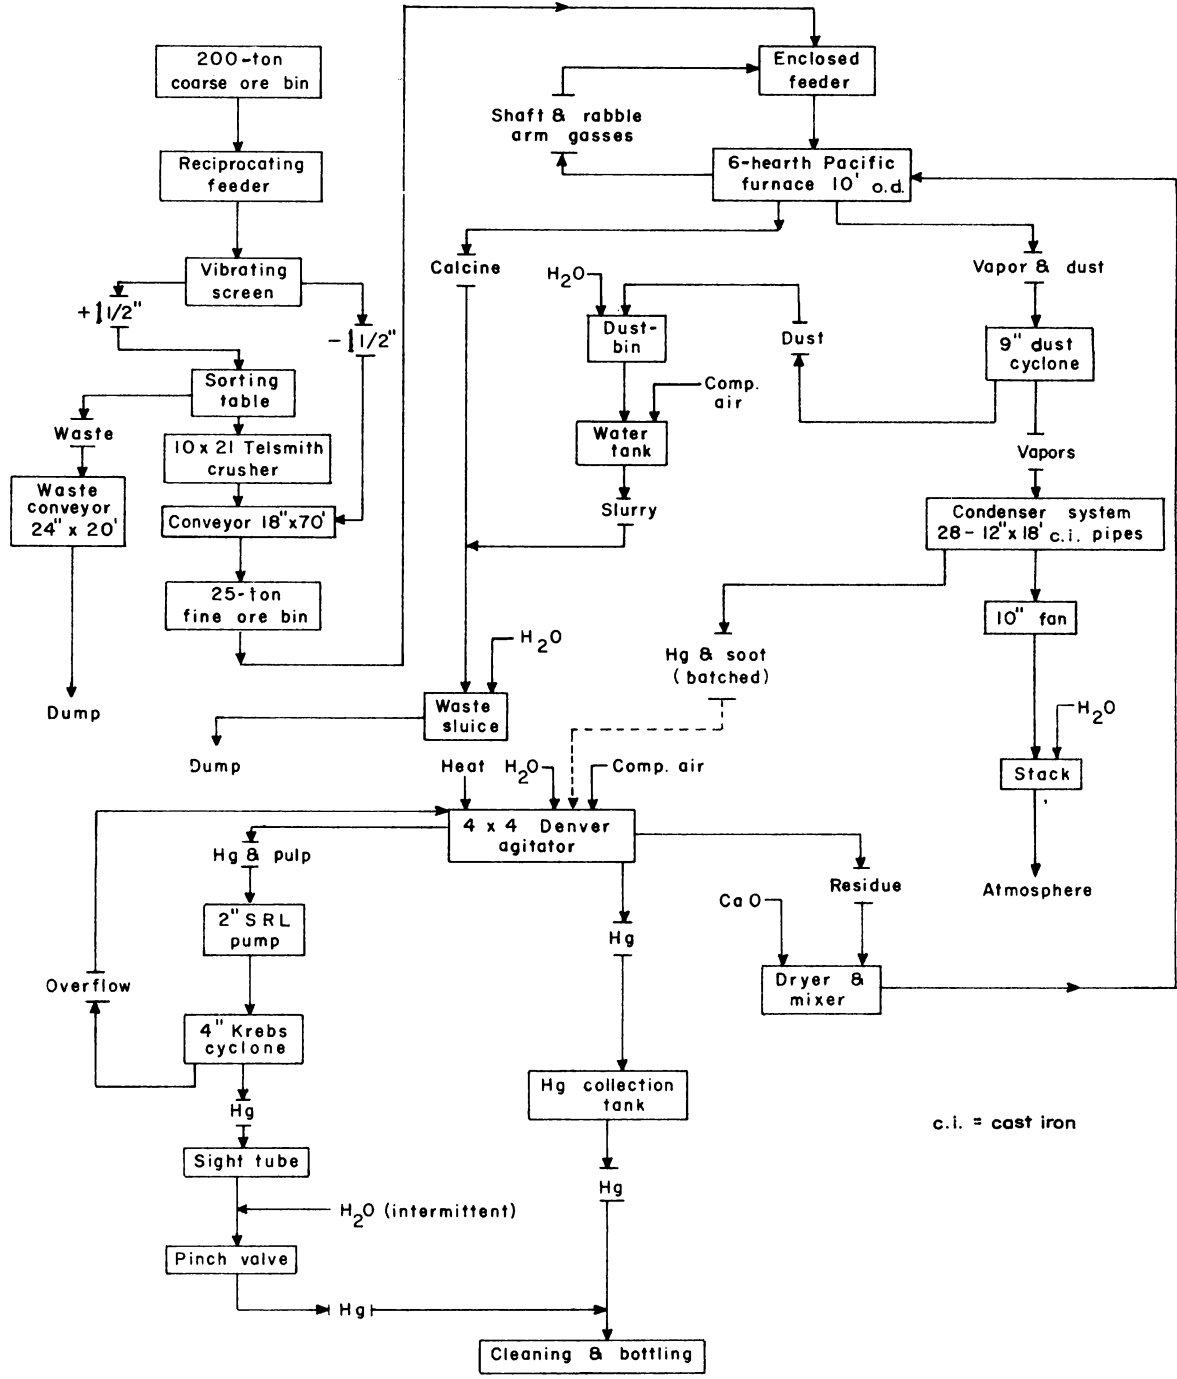 200-ton
coarse ore bin
Reciprocating
feeder
Vibrating
screen
+1 1/2"
-1 1/2"
Sorting
table
Waste
10 x 21 Telsmith
crusher
Waste
conveyor
24" x 20'
Conveyor 18"x70'
25-ton
fine ore bin
Dump
Enclosed
feeder
Shaft & rabble
arm gasses
6-hearth Pacific
furnace 10' o.d.
Calcine
Vapor & dust
H2O
Dust-
bin
Dust
9" dust
cyclone
Comp.
air
Water
tank
Vapors
Slurry
Condenser system
28-12"x18' c.i. pipes
10" fan
H2O
Hg & soot
(batched)
Waste
sluice
H2O
Dump
Stack
Heat
H2O
Comp. air
4 x 4 Denver
agitator
Atmosphere
Hg & pulp
Residue
CaO
2" SRL
pump
Hg
Overflow
Dryer &
mixer
4" Krebs
cyclone
Hg collection
tank
Hg
c.i. = cast iron
Sight tube
Hg
H2O (intermittent)
Pinch valve
Hg
Cleaning & bottling